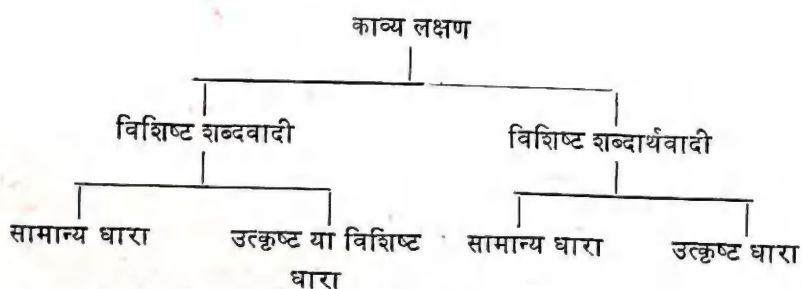 काव्य लक्षण
विशिष्ट शब्दवादी विशिष्ट शब्दार्थवादी
सामान्य धारा उत्कृष्ट या विशिष्ट धारा सामान्य धारा उत्कृष्ट धारा